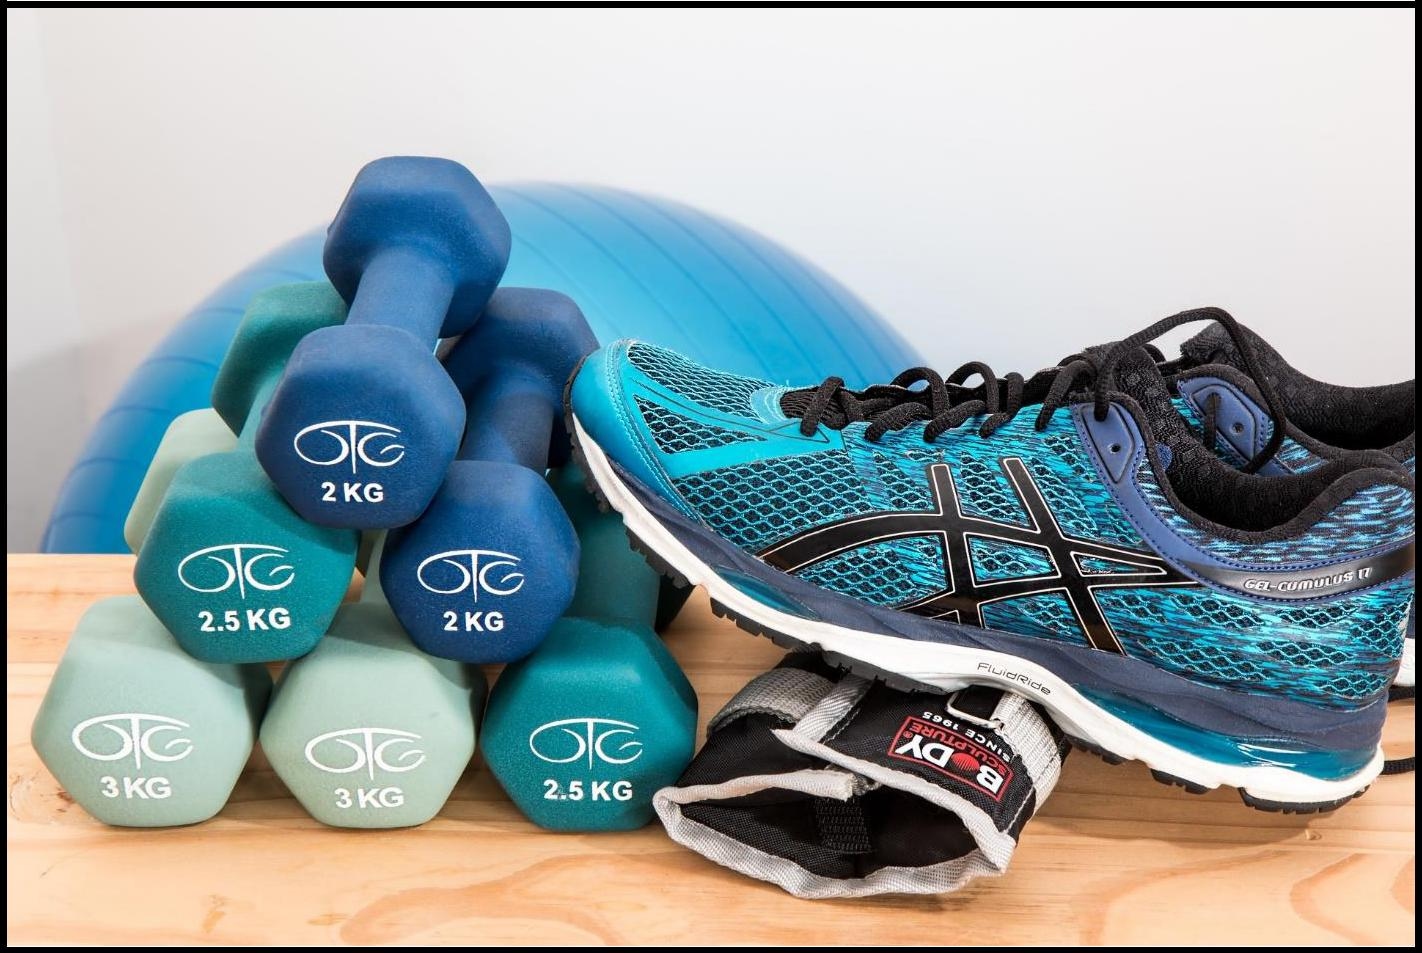 OTG
2 KG
OTG
2.5 KG
OTG
2 KG
OTG
3 KG
OTG
3 KG
OTG
2.5 KG
GEL-CUMULUS 17
FluidRide
BODY
SCULPTURE®
SINCE 1965